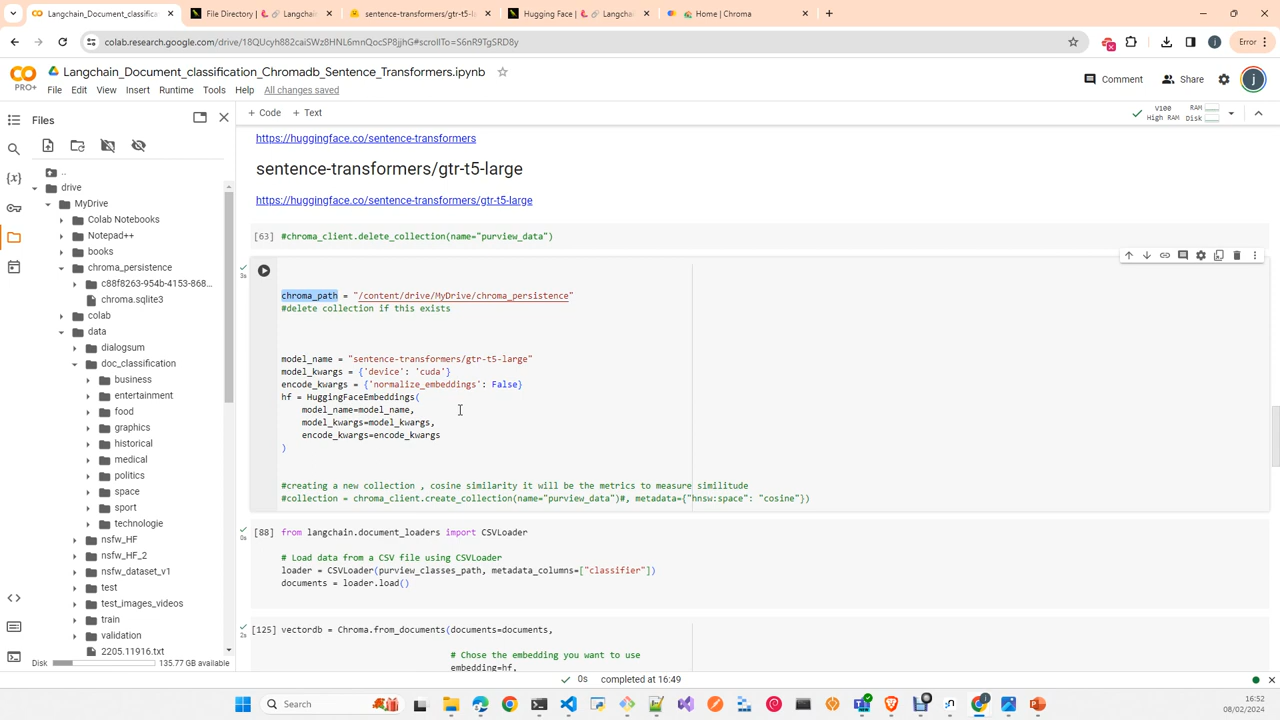 Langchain_Document_classific
File Directory | Langchain
sentence-transformers/gtr-t5-l
Hugging Face | Langchain
Home | Chroma
colab.research.google.com/drive/18QUcyh882caiSWz8HNL6mnQocSP8jjhG#scrollTo=S6nR9TgSRD8y
Error
CO
PRO+
Langchain_Document_classification_Chromadb_Sentence_Transformers.ipynb
File Edit View Insert Runtime Tools Help All changes saved
Comment
Share
j
Files
+ Code + Text
V100
High RAM
RAM
Disk
..
drive
MyDrive
Colab Notebooks
Notepad++
books
chroma_persistence
c88f8263-954b-4153-868...
chroma.sqlite3
colab
data
dialogsum
doc_classification
business
entertainment
food
graphics
historical
medical
politics
space
sport
technologie
nsfw_HF
nsfw_HF_2
nsfw_dataset_v1
test
test_images_videos
train
validation
2205.11916.txt
Disk 135.77 GB available
https://huggingface.co/sentence-transformers
sentence-transformers/gtr-t5-large
https://huggingface.co/sentence-transformers/gtr-t5-large
[63] #chroma_client.delete_collection(name="purview_data")
3s
chroma_path = "/content/drive/MyDrive/chroma_persistence"
#delete collection if this exists
model_name = "sentence-transformers/gtr-t5-large"
model_kwargs = {'device': 'cuda'}
encode_kwargs = {'normalize_embeddings': False}
hf = HuggingFaceEmbeddings(
model_name=model_name,
model_kwargs=model_kwargs,
encode_kwargs=encode_kwargs
)
#creating a new collection , cosine similarity it will be the metrics to measure similitude
#collection = chroma_client.create_collection(name="purview_data")#, metadata={"hnsw:space": "cosine"})
[88] from langchain.document_loaders import CSVLoader
0s
# Load data from a CSV file using CSVLoader
loader = CSVLoader(purview_classes_path, metadata_columns=["classifier"])
documents = loader.load()
[125] vectordb = Chroma.from_documents(documents=documents,
2s
# Chose the embedding you want to use
embedding=hf,
0s completed at 16:49
Search
16:52
08/02/2024